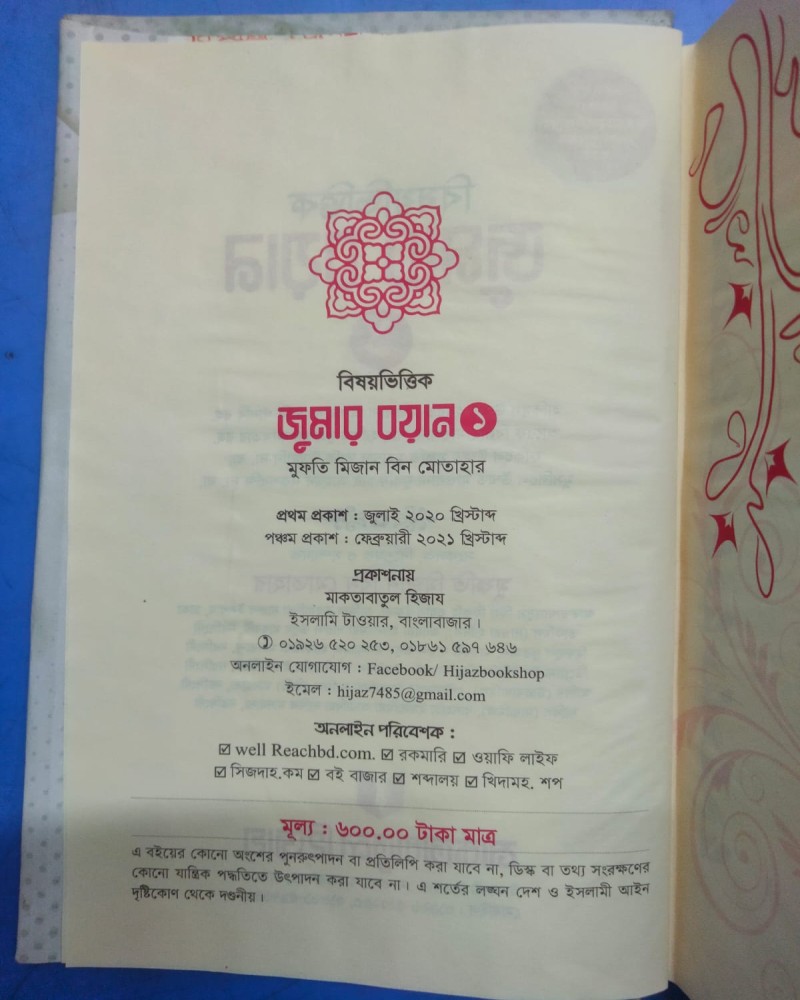 বিষয়ভিত্তিক
জুমার বয়ান ১
মুফতি মিজান বিন মোতাহার
প্রথম প্রকাশ : জুলাই ২০২০ খ্রিস্টাব্দ
পঞ্চম প্রকাশ : ফেব্রুয়ারী ২০২১ খ্রিস্টাব্দ
প্রকাশনায়
মাকতাবাতুল হিজায
ইসলামি টাওয়ার, বাংলাবাজার।
✆ ০১৯২৬ ৫২০ ২৫৩, ০১৮৬১ ৫৯৭ ৬৪৬
অনলাইন যোগাযোগ : Facebook/ Hijazbookshop
ইমেল : hijaz7485@gmail.com
অনলাইন পরিবেশক :
☑ well Reachbd.com. ☑ রকমারি ☑ ওয়াফি লাইফ
☑ সিজদাহ.কম ☑ বই বাজার ☑ শব্দালয় ☑ খিদামহ. শপ
মূল্য : ৬০০.০০ টাকা মাত্র
এ বইয়ের কোনো অংশের পুনরুৎপাদন বা প্রতিলিপি করা যাবে না, ডিস্ক বা তথ্য সংরক্ষণের
কোনো যান্ত্রিক পদ্ধতিতে উৎপাদন করা যাবে না। এ শর্তের লঙ্ঘন দেশ ও ইসলামী আইন
দৃষ্টিকোণ থেকে দণ্ডনীয়।